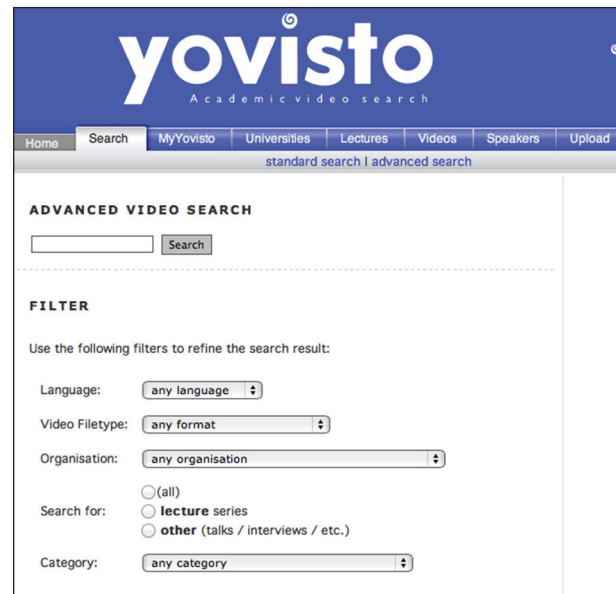 yovisto
Academic video search
Home Search MyYovisto Universities Lectures Videos Speakers Upload
standard search | advanced search
ADVANCED VIDEO SEARCH
Search
FILTER
Use the following filters to refine the search result:
Language: any language
Video Filetype: any format
Organisation: any organisation
(all)
Search for: lecture series
other (talks / interviews / etc.)
Category: any category